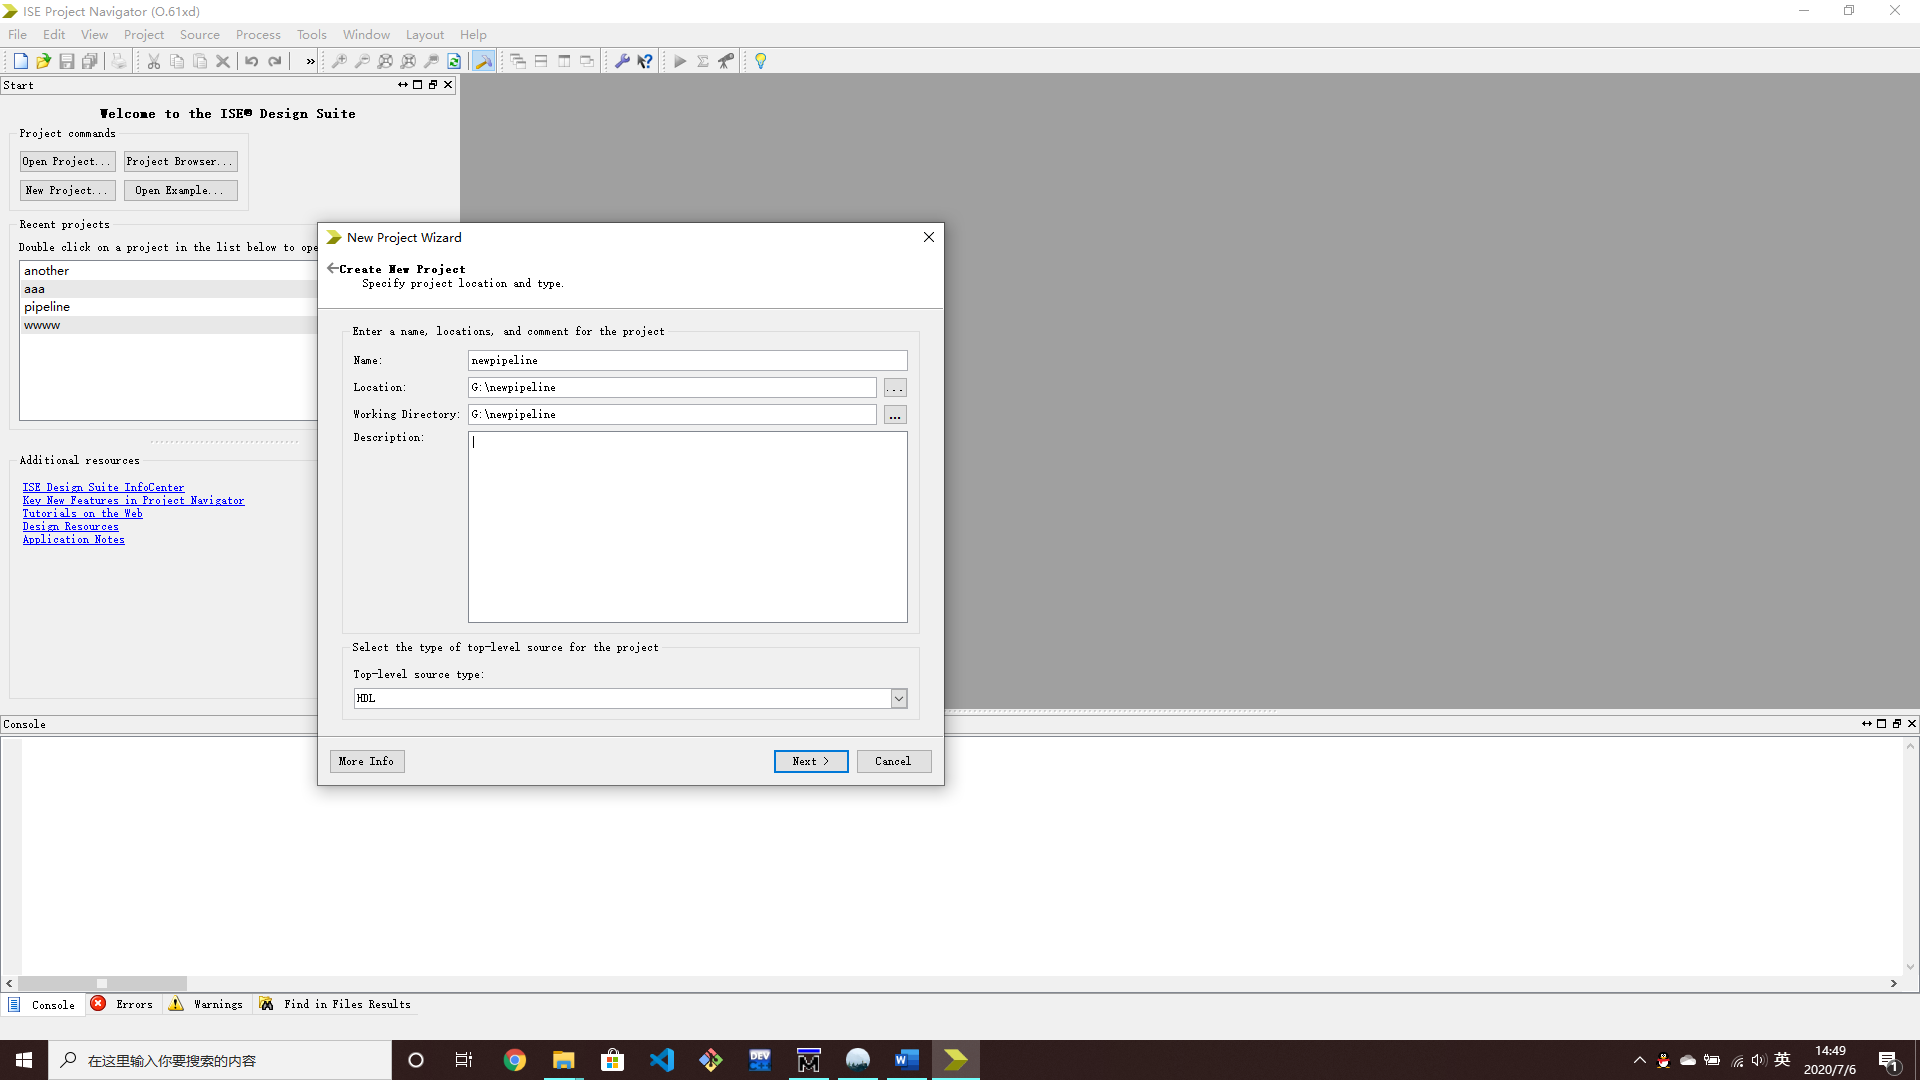 ISE Project Navigator (O.61xd)
File Edit View Project Source Process Tools Window Layout Help
Start
Welcome to the ISE® Design Suite
Project commands
Open Project... Project Browser...
New Project... Open Example...
Recent projects
Double click on a project in the list below to ope
another
aaa
pipeline
wwww
Additional resources
ISE Design Suite InfoCenter
Key New Features in Project Navigator
Tutorials on the Web
Design Resources
Application Notes
New Project Wizard
Create New Project
Specify project location and type.
Enter a name, locations, and comment for the project
Name: newpipeline
Location: G:\newpipeline ...
Working Directory: G:\newpipeline ...
Description:
Select the type of top-level source for the project
Top-level source type:
HDL
More Info Next > Cancel
Console
Console Errors Warnings Find in Files Results
在这里输入你要搜索的内容
DEV
英
14:49
2020/7/6
1